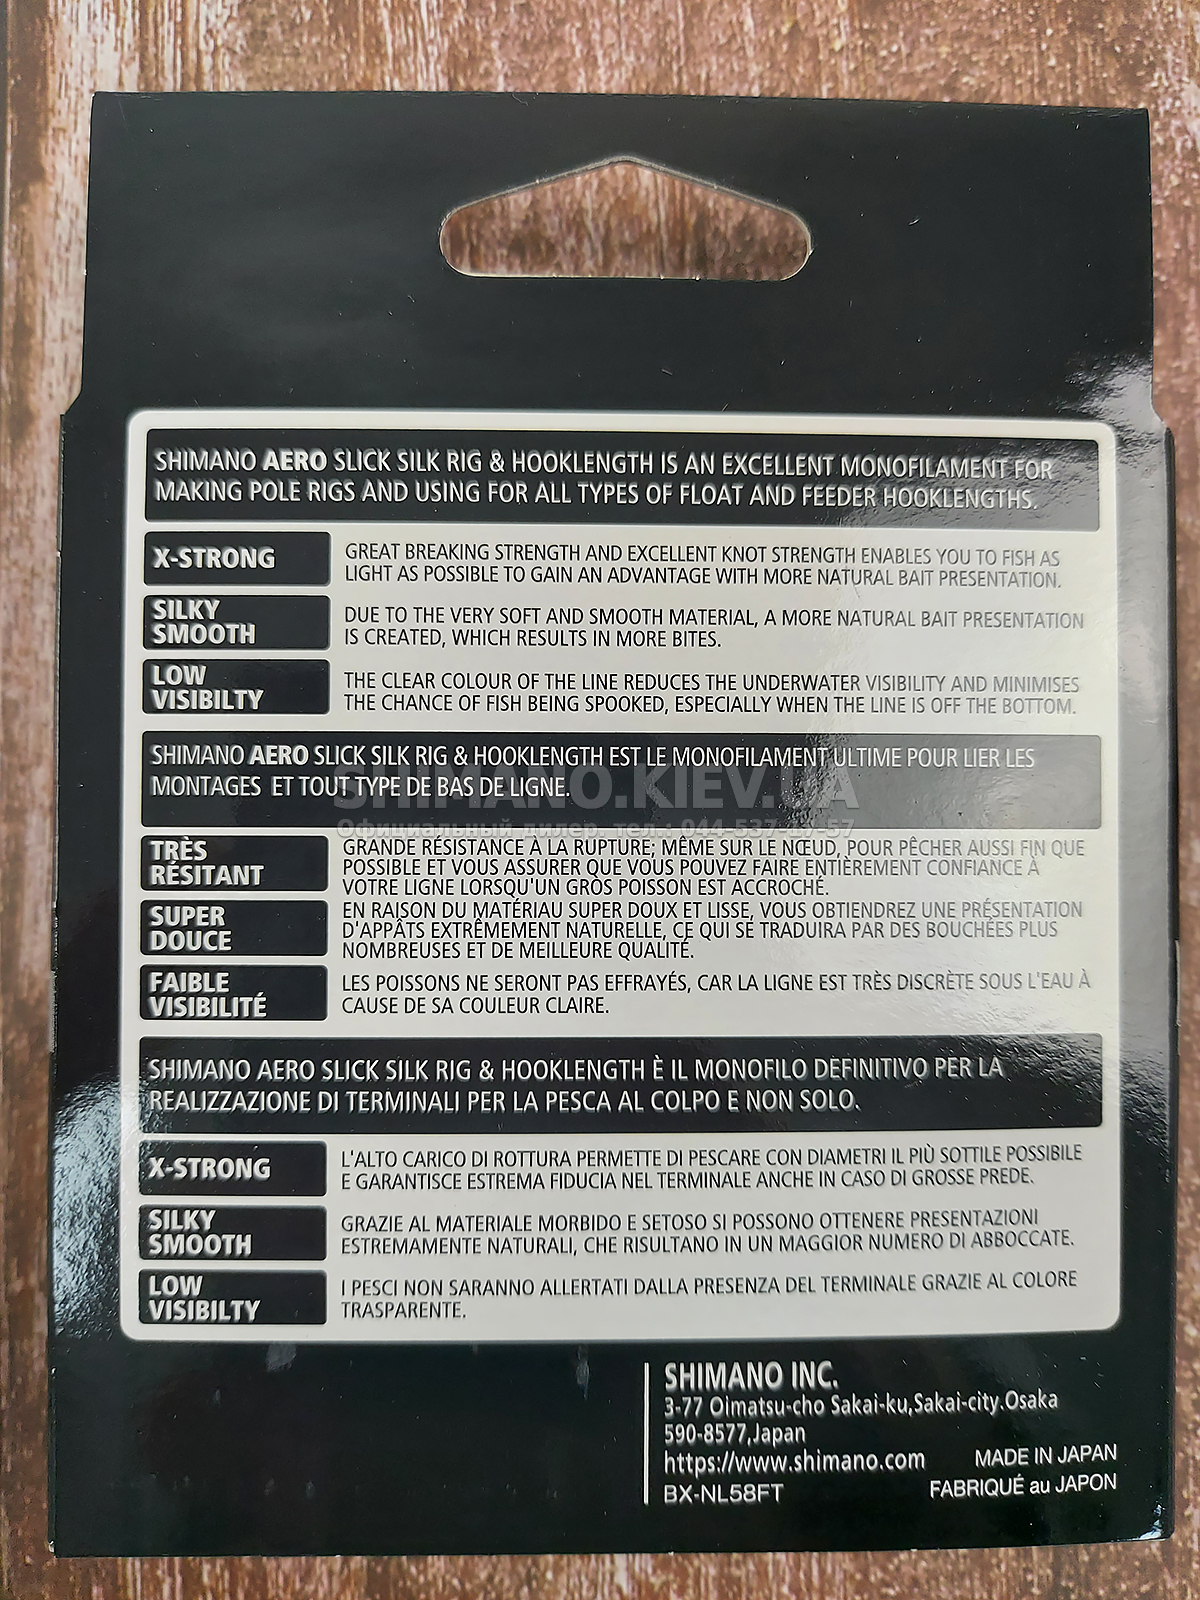 SHIMANO AERO SLICK SILK RIG & HOOKLENGTH IS AN EXCELLENT MONOFILAMENT FOR
MAKING POLE RIGS AND USING FOR ALL TYPES OF FLOAT AND FEEDER HOOKLENGTHS.
X-STRONG
GREAT BREAKING STRENGTH AND EXCELLENT KNOT STRENGTH ENABLES YOU TO FISH AS
LIGHT AS POSSIBLE TO GAIN AN ADVANTAGE WITH MORE NATURAL BAIT PRESENTATION.
SILKY
SMOOTH
DUE TO THE VERY SOFT AND SMOOTH MATERIAL, A MORE NATURAL BAIT PRESENTATION
IS CREATED, WHICH RESULTS IN MORE BITES.
LOW
VISIBILTY
THE CLEAR COLOUR OF THE LINE REDUCES THE UNDERWATER VISIBILITY AND MINIMISES
THE CHANCE OF FISH BEING SPOOKED, ESPECIALLY WHEN THE LINE IS OFF THE BOTTOM.
SHIMANO AERO SLICK SILK RIG & HOOKLENGTH EST LE MONOFILAMENT ULTIME POUR LIER LES
MONTAGES ET TOUT TYPE DE BAS DE LIGNE.
SHIMANO.KIEV.UA
Официальный дилер. тел.: 044-537-17-57
TRÈS
RÉSITANT
GRANDE RÉSISTANCE À LA RUPTURE; MÊME SUR LE NŒUD, POUR PÊCHER AUSSI FIN QUE
POSSIBLE ET VOUS ASSURER QUE VOUS POUVEZ FAIRE ENTIÈREMENT CONFIANCE À
VOTRE LIGNE LORSQU'UN GROS POISSON EST ACCROCHÉ.
SUPER
DOUCE
EN RAISON DU MATÉRIAU SUPER DOUX ET LISSE, VOUS OBTIENDREZ UNE PRÉSENTATION
D'APPÂTS EXTRÊMEMENT NATURELLE, CE QUI SE TRADUIRA PAR DES BOUCHÉES PLUS
NOMBREUSES ET DE MEILLEURE QUALITÉ.
FAIBLE
VISIBILITÉ
LES POISSONS NE SERONT PAS EFFRAYÉS, CAR LA LIGNE EST TRÈS DISCRÈTE SOUS L'EAU À
CAUSE DE SA COULEUR CLAIRE.
SHIMANO AERO SLICK SILK RIG & HOOKLENGTH È IL MONOFILO DEFINITIVO PER LA
REALIZZAZIONE DI TERMINALI PER LA PESCA AL COLPO E NON SOLO.
X-STRONG
L'ALTO CARICO DI ROTTURA PERMETTE DI PESCARE CON DIAMETRI IL PIÙ SOTTILE POSSIBILE
E GARANTISCE ESTREMA FIDUCIA NEL TERMINALE ANCHE IN CASO DI GROSSE PREDE.
SILKY
SMOOTH
GRAZIE AL MATERIALE MORBIDO E SETOSO SI POSSONO OTTENERE PRESENTAZIONI
ESTREMAMENTE NATURALI, CHE RISULTANO IN UN MAGGIOR NUMERO DI ABBOCCATE.
LOW
VISIBILTY
I PESCI NON SARANNO ALLERTATI DALLA PRESENZA DEL TERMINALE GRAZIE AL COLORE
TRASPARENTE.
SHIMANO INC.
3-77 Oimatsu-cho Sakai-ku,Sakai-city.Osaka
590-8577,Japan
https://www.shimano.com
MADE IN JAPAN
BX-NL58FT
FABRIQUÉ au JAPON